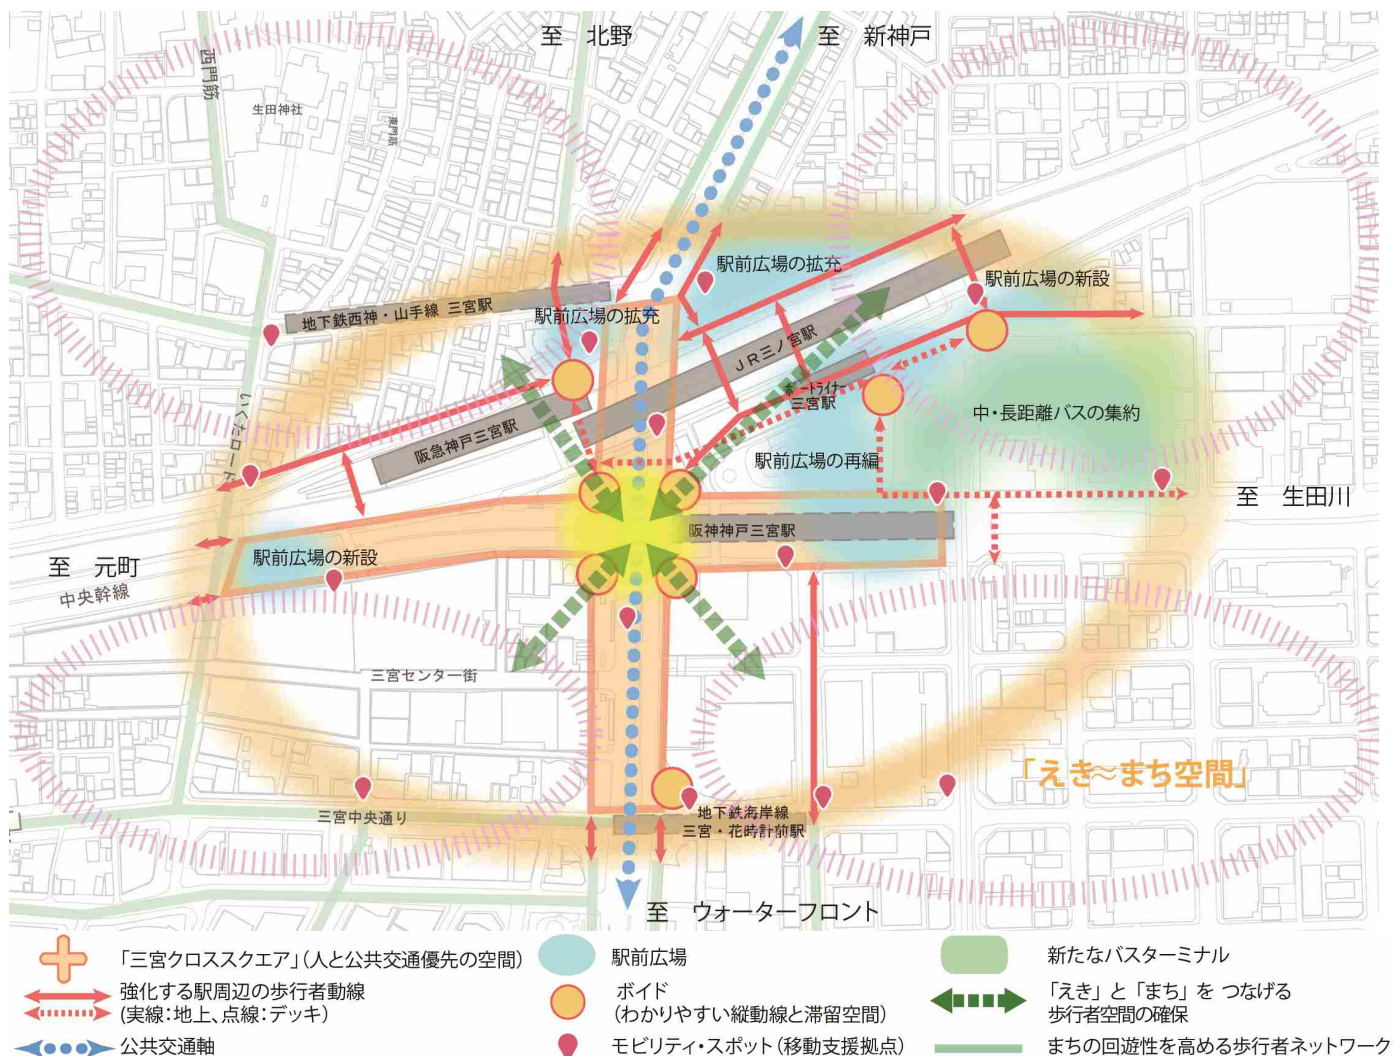 至　北野
至　新神戸
西門筋
生田神社
東門筋
駅前広場の拡充
駅前広場の新設
地下鉄西神・山手線 三宮駅
駅前広場の拡充
JR三ノ宮駅
ポートライナー
三宮駅
いくたロード
阪急神戸三宮駅
中・長距離バスの集約
駅前広場の再編
至　生田川
阪神神戸三宮駅
駅前広場の新設
至　元町
中央幹線
三宮センター街
「えき～まち空間」
三宮中央通り
地下鉄海岸線
三宮・花時計前駅
至　ウォーターフロント
「三宮クロススクエア」(人と公共交通優先の空間)
駅前広場
新たなバスターミナル
強化する駅周辺の歩行者動線
(実線:地上、点線:デッキ)
ボイド
(わかりやすい縦動線と滞留空間)
「えき」と「まち」を つなげる
歩行者空間の確保
公共交通軸
モビリティ・スポット(移動支援拠点)
まちの回遊性を高める歩行者ネットワーク